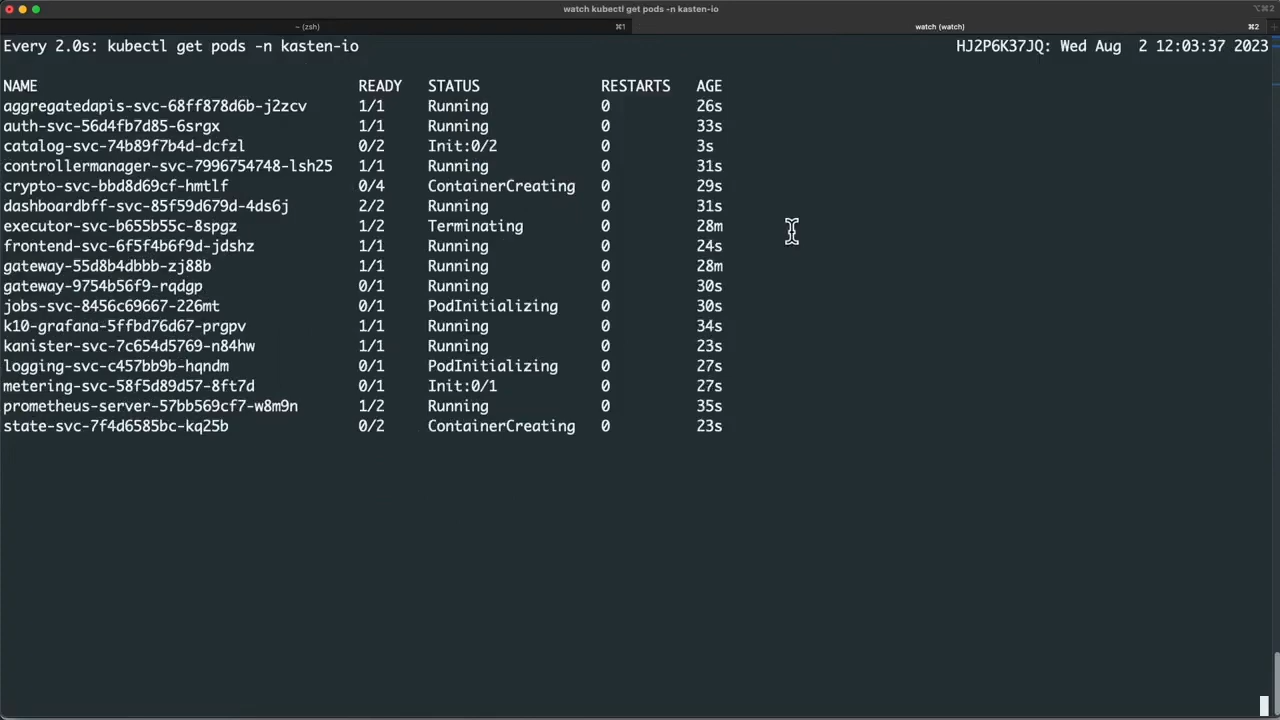 watch kubectl get pods -n kasten-io
⌥⌘2
~ (zsh) ⌘1 watch (watch) ⌘2
Every 2.0s: kubectl get pods -n kasten-io HJ2P6K37JQ: Wed Aug  2 12:03:37 2023
NAME READY STATUS RESTARTS AGE
aggregatedapis-svc-68ff878d6b-j2zcv 1/1 Running 0 26s
auth-svc-56d4fb7d85-6srgx 1/1 Running 0 33s
catalog-svc-74b89f7b4d-dcfzl 0/2 Init:0/2 0 3s
controllermanager-svc-7996754748-lsh25 1/1 Running 0 31s
crypto-svc-bbd8d69cf-hmtlf 0/4 ContainerCreating 0 29s
dashboardbff-svc-85f59d679d-4ds6j 2/2 Running 0 31s
executor-svc-b655b55c-8spgz 1/2 Terminating 0 28m
frontend-svc-6f5f4b6f9d-jdshz 1/1 Running 0 24s
gateway-55d8b4dbbb-zj88b 1/1 Running 0 28m
gateway-9754b56f9-rqdgp 0/1 Running 0 30s
jobs-svc-8456c69667-226mt 0/1 PodInitializing 0 30s
k10-grafana-5ffbd76d67-prgpv 1/1 Running 0 34s
kanister-svc-7c654d5769-n84hw 1/1 Running 0 23s
logging-svc-c457bb9b-hqndm 0/1 PodInitializing 0 27s
metering-svc-58f5d89d57-8ft7d 0/1 Init:0/1 0 27s
prometheus-server-57bb569cf7-w8m9n 1/2 Running 0 35s
state-svc-7f4d6585bc-kq25b 0/2 ContainerCreating 0 23s